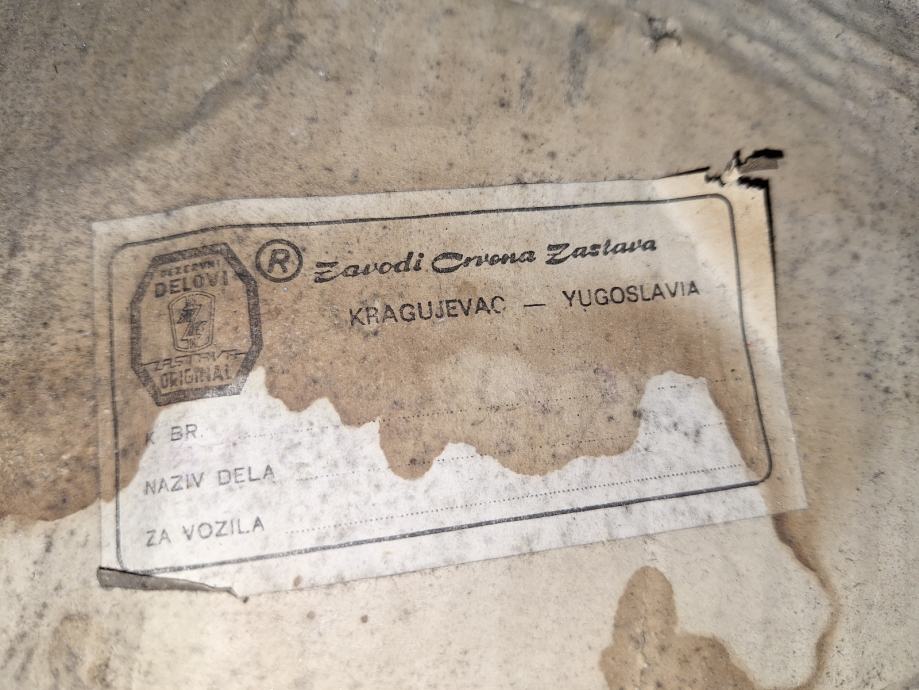 REZERVNI
DELOVI
ZASTAVA
ORIGINAL
®
Zavodi Crvena Zastava
KRAGUJEVAC — YUGOSLAVIA
K BR.
NAZIV DELA
ZA VOZILA